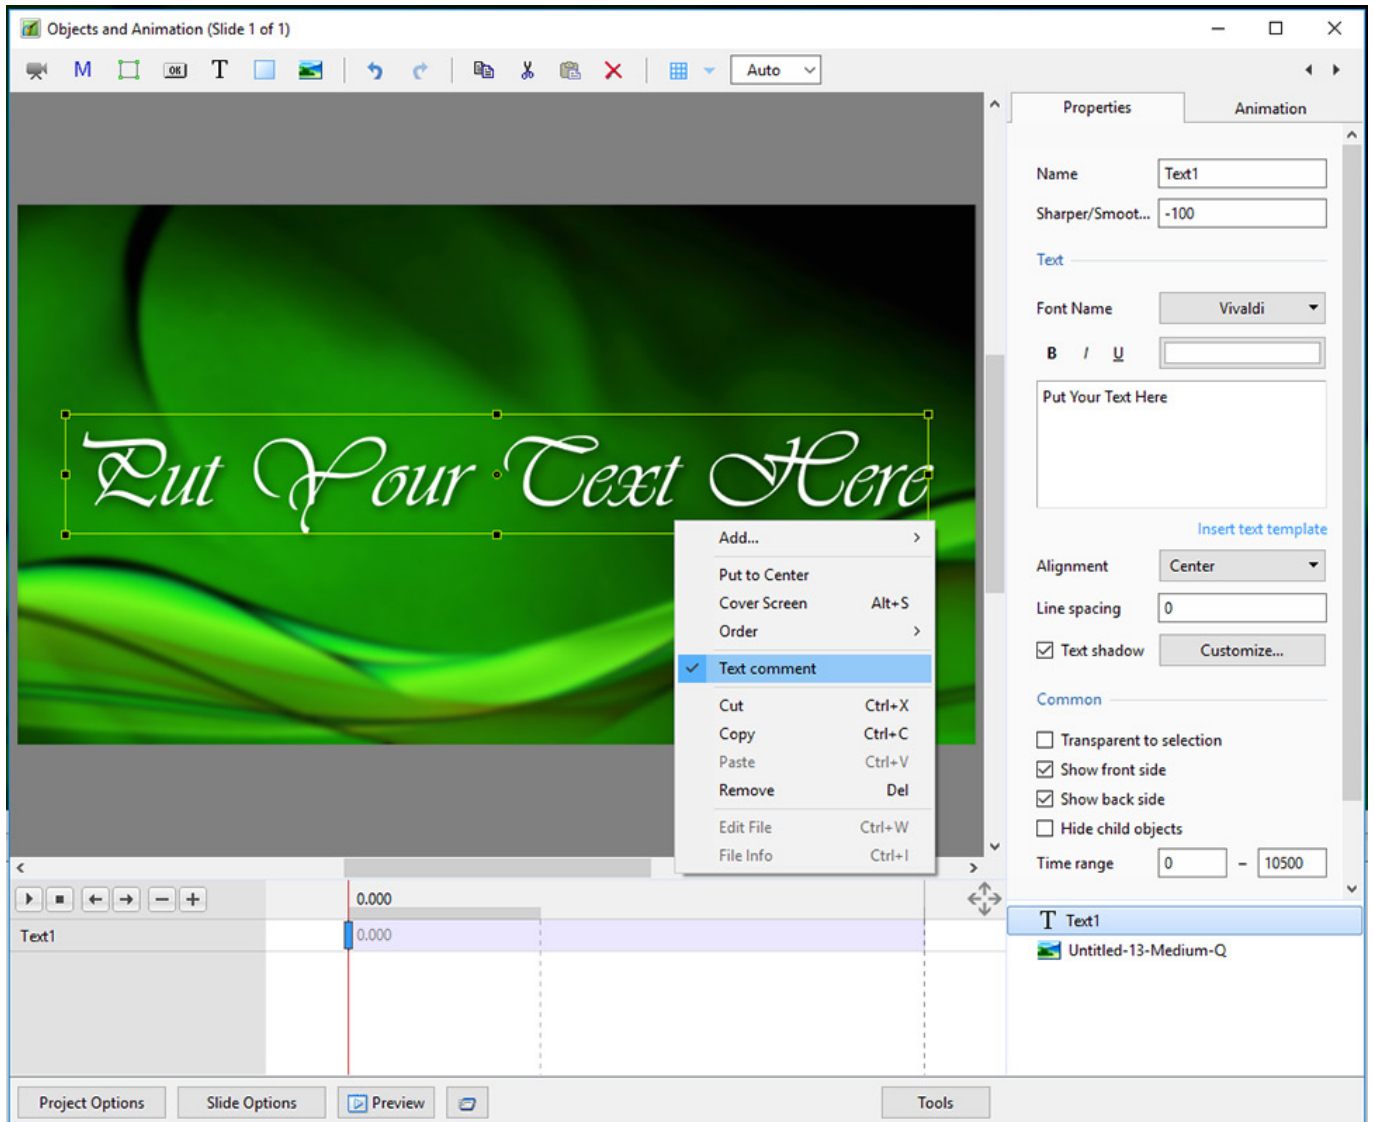 Objects and Animation (Slide 1 of 1)
M OK T Auto
Properties Animation
Name Text1
Sharper/Smoot... -100
Text
Font Name Vivaldi
B I U
Put Your Text Here
Put Your Text Here
Insert text template
Alignment Center
Line spacing 0
Text shadow Customize...
Common
Transparent to selection
Show front side
Show back side
Hide child objects
Time range 0 – 10500
Add...
Put to Center
Cover Screen Alt+S
Order
Text comment
Cut Ctrl+X
Copy Ctrl+C
Paste Ctrl+V
Remove Del
Edit File Ctrl+W
File Info Ctrl+I
0.000
Text1 0.000
T Text1
Untitled-13-Medium-Q
Project Options Slide Options Preview Tools